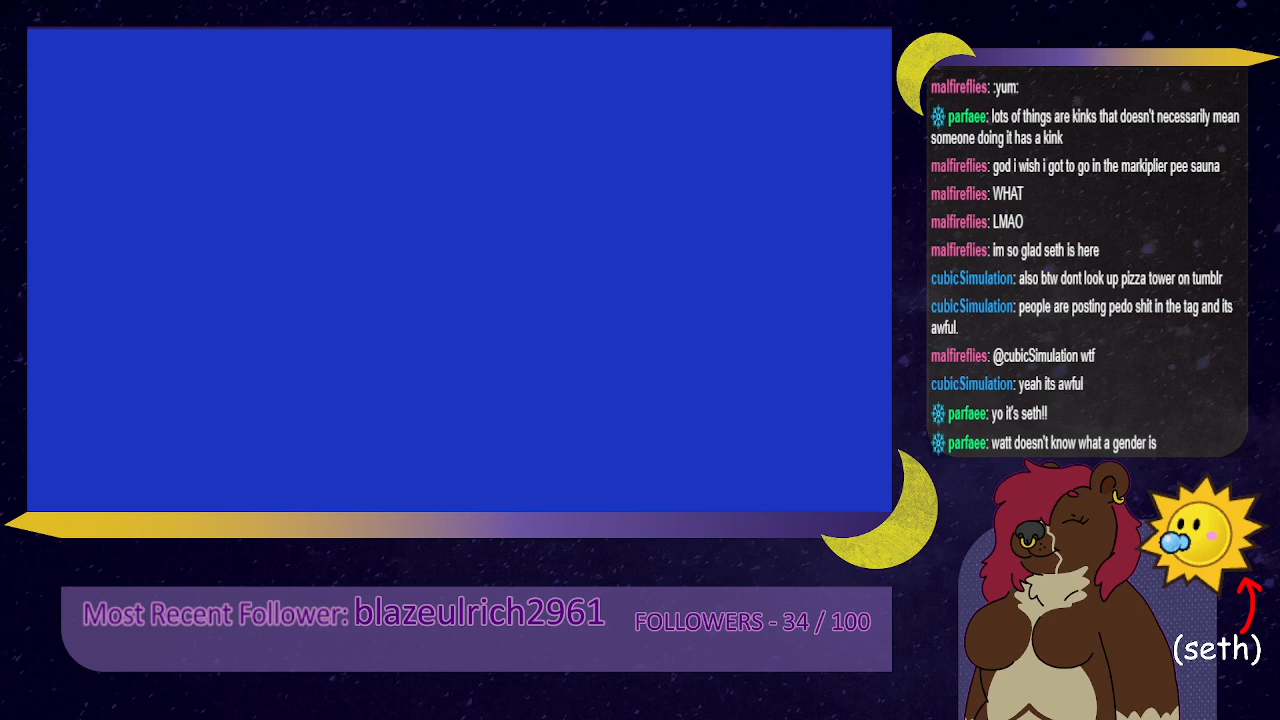 malfireflies: :yum:
parfaee: lots of things are kinks that doesn't necessarily mean
someone doing it has a kink
malfireflies: god i wish i got to go in the markiplier pee sauna
malfireflies: WHAT
malfireflies: LMAO
malfireflies: im so glad seth is here
cubicSimulation: also btw dont look up pizza tower on tumblr
cubicSimulation: people are posting pedo shit in the tag and its
awful.
malfireflies: @cubicSimulation wtf
cubicSimulation: yeah its awful
parfaee: yo it's seth!!
parfaee: watt doesn't know what a gender is
Most Recent Follower: blazeulrich2961
FOLLOWERS - 34 / 100
(seth)